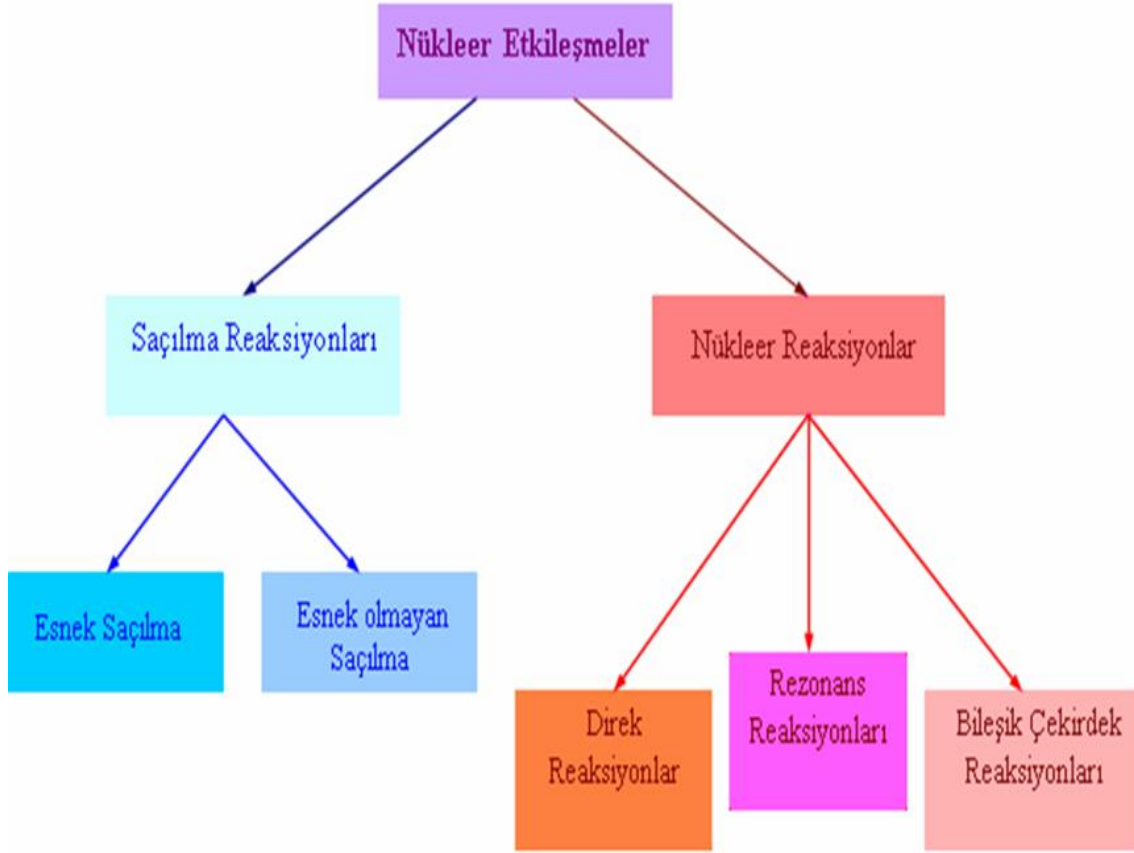 Nükleer Etkileşmeler
Saçılma Reaksiyonları
Nükleer Reaksiyonlar
Esnek Saçılma
Esnek olmayan
Saçılma
Direk
Reaksiyonlar
Rezonans
Reaksiyonları
Bileşik Çekirdek
Reaksiyonları